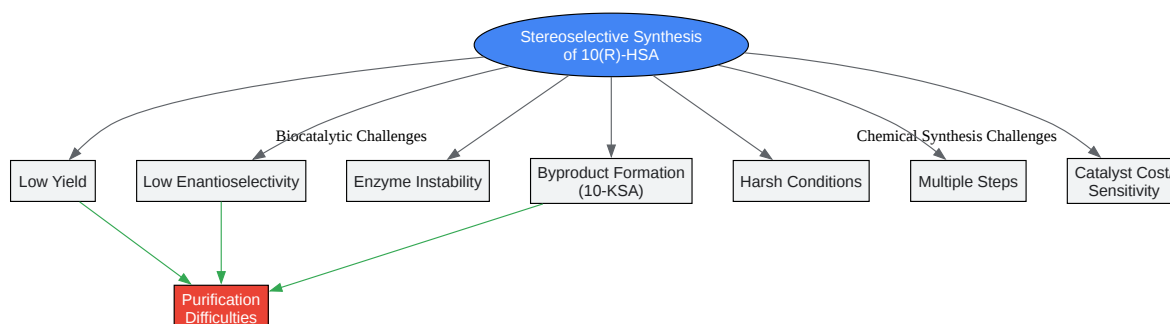 Stereoselective Synthesis
of 10(R)-HSA
Biocatalytic Challenges
Chemical Synthesis Challenges
Low Yield
Low Enantioselectivity
Enzyme Instability
Byproduct Formation
(10-KSA)
Harsh Conditions
Multiple Steps
Catalyst Cost/
Sensitivity
Purification
Difficulties